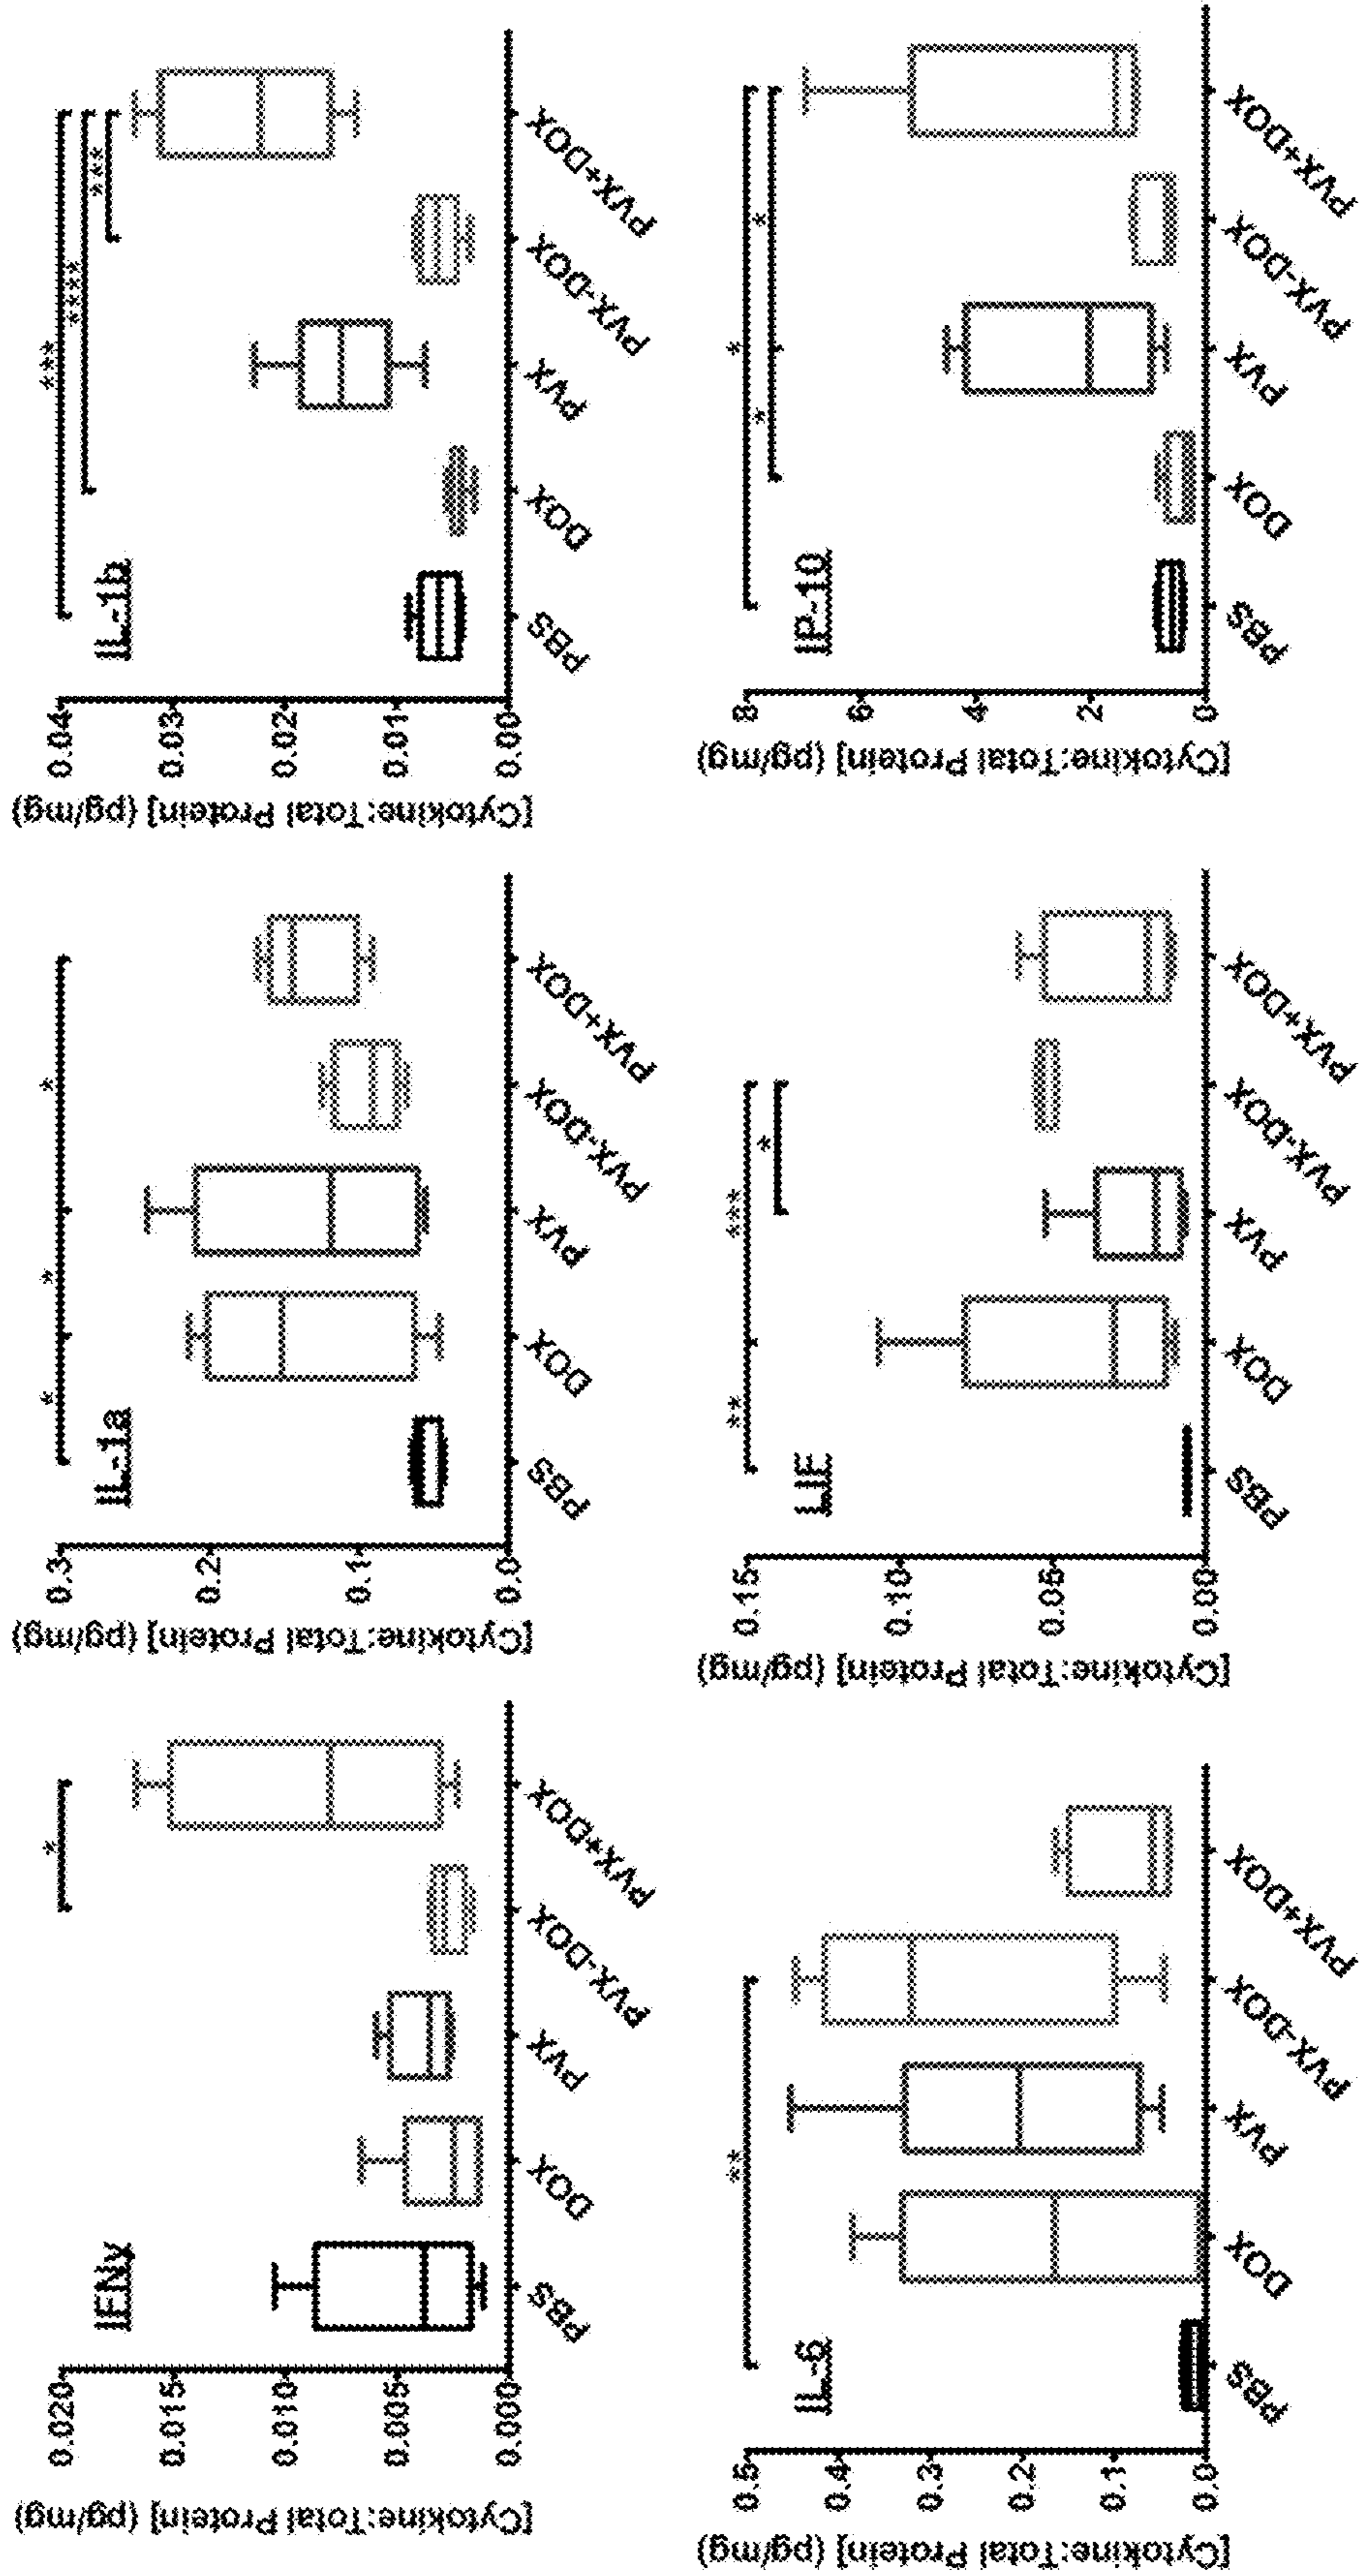 IFNγ
[Cytokine:Total Protein] (pg/mg)
0.020
0.015
0.010
0.005
0.000
*
PBS
DOX
PVX
PVX-DOX
PVX+DOX
IL-1a
[Cytokine:Total Protein] (pg/mg)
0.3
0.2
0.1
0.0
* * *
PBS
DOX
PVX
PVX-DOX
PVX+DOX
IL-1b
[Cytokine:Total Protein] (pg/mg)
0.04
0.03
0.02
0.01
0.00
***
****
***
PBS
DOX
PVX
PVX-DOX
PVX+DOX
IL-6
[Cytokine:Total Protein] (pg/mg)
0.5
0.4
0.3
0.2
0.1
0.0
**
PBS
DOX
PVX
PVX-DOX
PVX+DOX
LIF
[Cytokine:Total Protein] (pg/mg)
0.15
0.10
0.05
0.00
** ***
*
PBS
DOX
PVX
PVX-DOX
PVX+DOX
IP-10
[Cytokine:Total Protein] (pg/mg)
8
6
4
2
0
*
* *
PBS
DOX
PVX
PVX-DOX
PVX+DOX